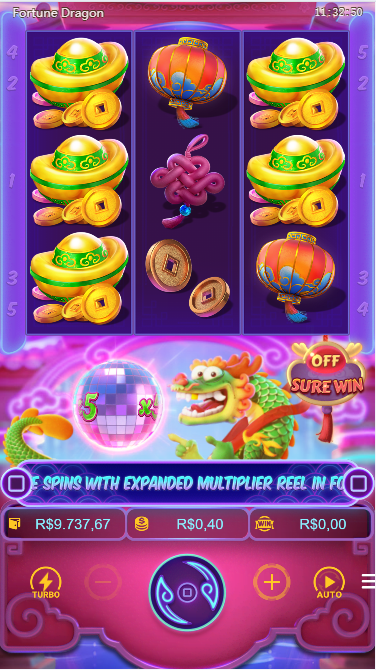 Fortune Dragon 11:32:50
4 5
2 2
1 1
3 3
5 4
OFF
SURE WIN
5 x
E SPINS WITH EXPANDED MULTIPLIER REEL IN FO
R$9.737,67 R$0,40 WIN R$0,00
TURBO AUTO